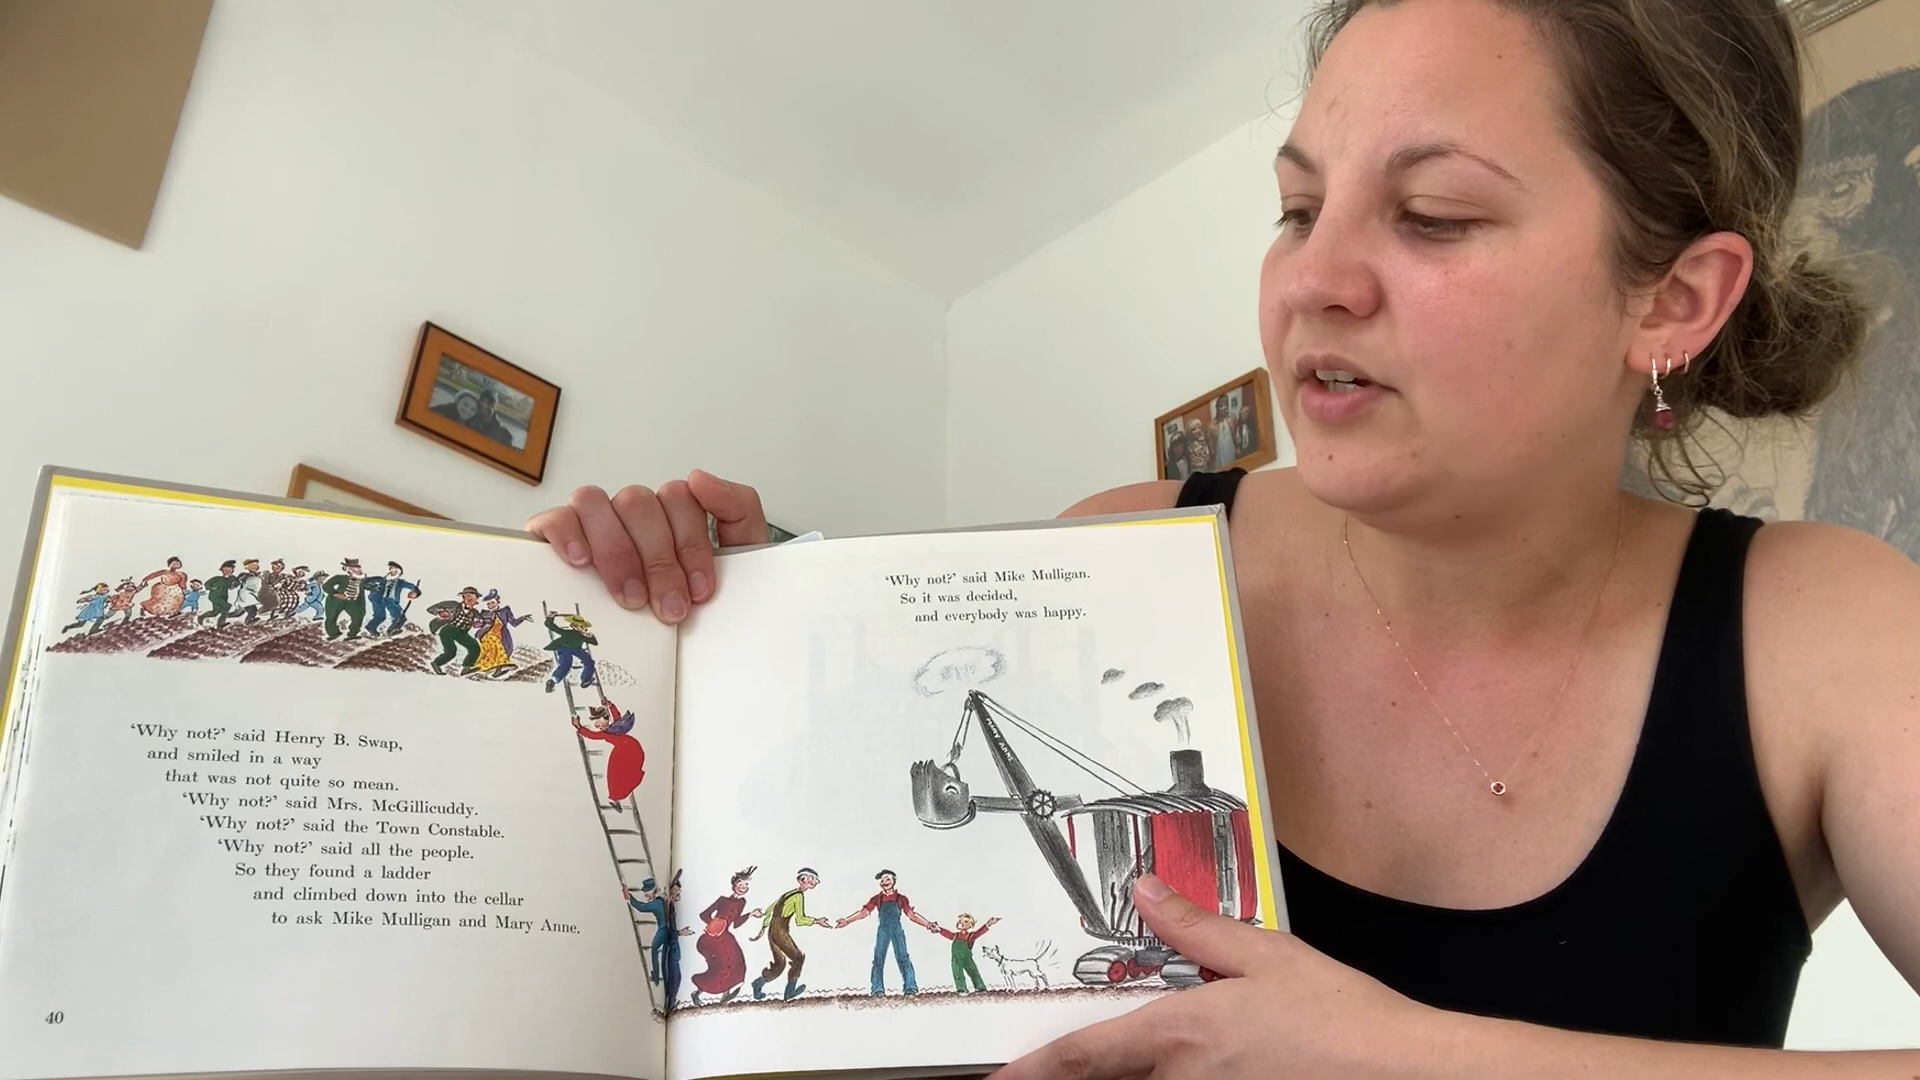 'Why not?' said Henry B. Swap,
and smiled in a way
that was not quite so mean.
'Why not?' said Mrs. McGillicuddy.
'Why not?' said the Town Constable.
'Why not?' said all the people.
So they found a ladder
and climbed down into the cellar
to ask Mike Mulligan and Mary Anne.
40
'Why not?' said Mike Mulligan.
So it was decided,
and everybody was happy.
MARY ANNE